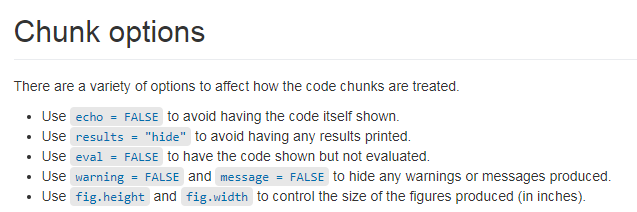 Chunk options
There are a variety of options to affect how the code chunks are treated.
• Use echo = FALSE to avoid having the code itself shown.
• Use results = "hide" to avoid having any results printed.
• Use eval = FALSE to have the code shown but not evaluated.
• Use warning = FALSE and message = FALSE to hide any warnings or messages produced.
• Use fig.height and fig.width to control the size of the figures produced (in inches).